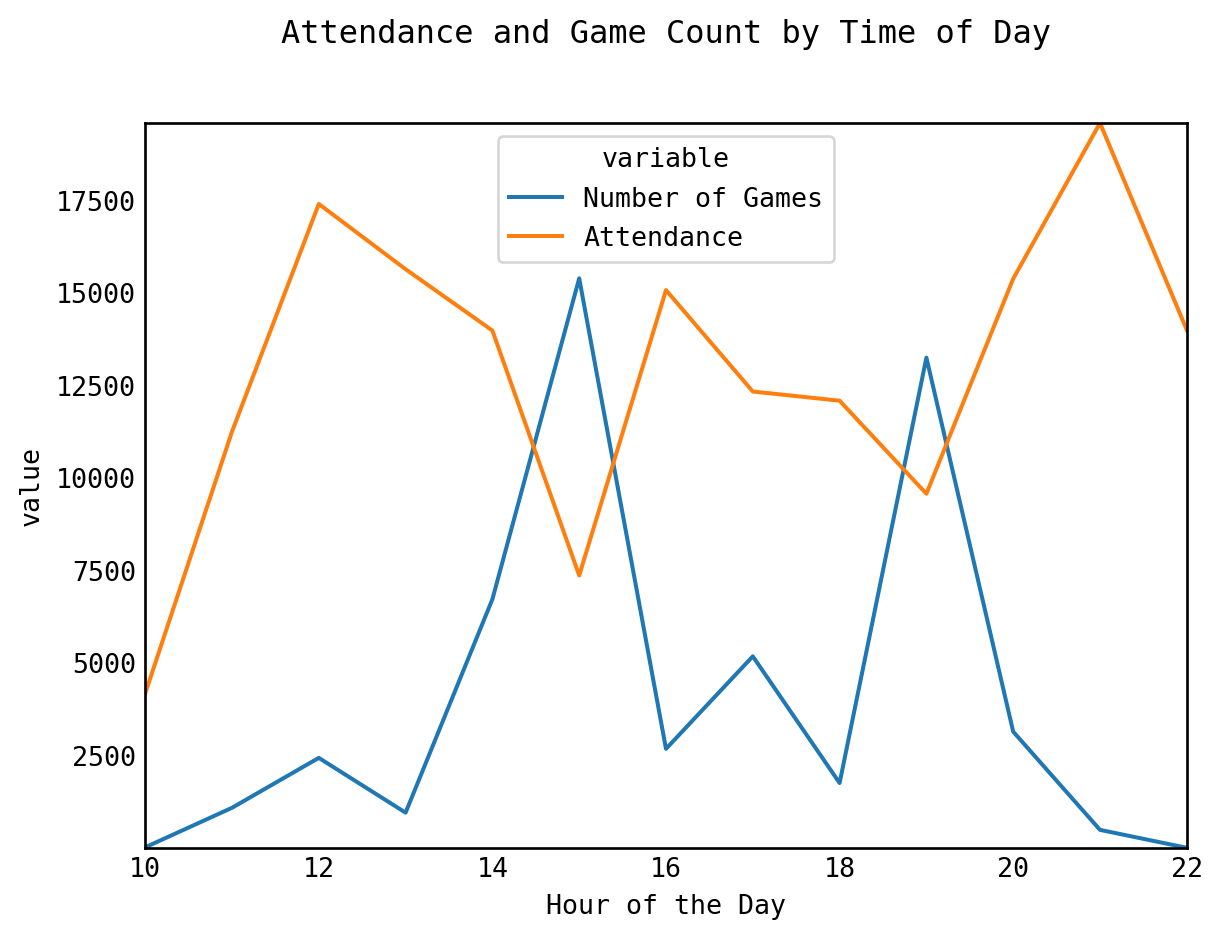 Attendance and Game Count by Time of Day
variable
Number of Games
Attendance
17500
15000
12500
10000
7500
5000
2500
value
10 12 14 16 18 20 22
Hour of the Day